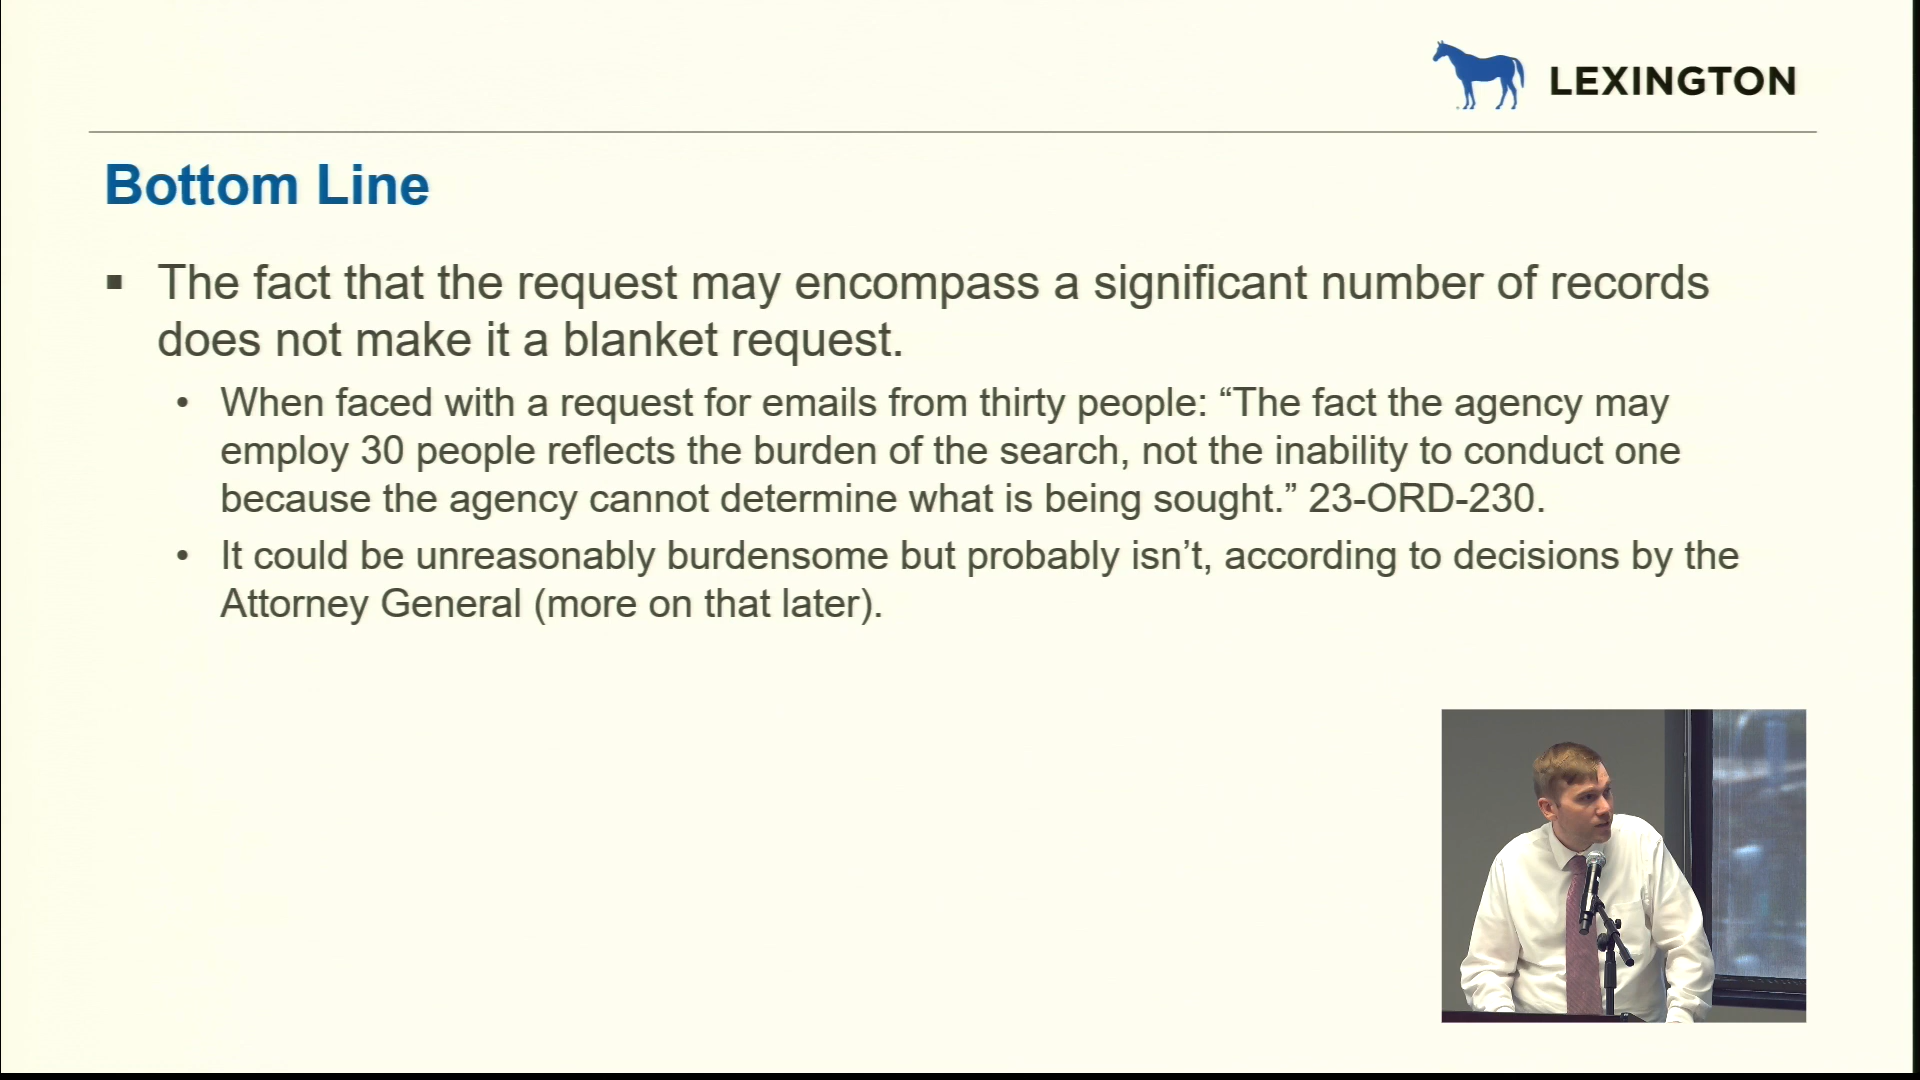 LEXINGTON
Bottom Line
▪ The fact that the request may encompass a significant number of records
does not make it a blanket request.
• When faced with a request for emails from thirty people: “The fact the agency may
employ 30 people reflects the burden of the search, not the inability to conduct one
because the agency cannot determine what is being sought.” 23-ORD-230.
• It could be unreasonably burdensome but probably isn’t, according to decisions by the
Attorney General (more on that later).